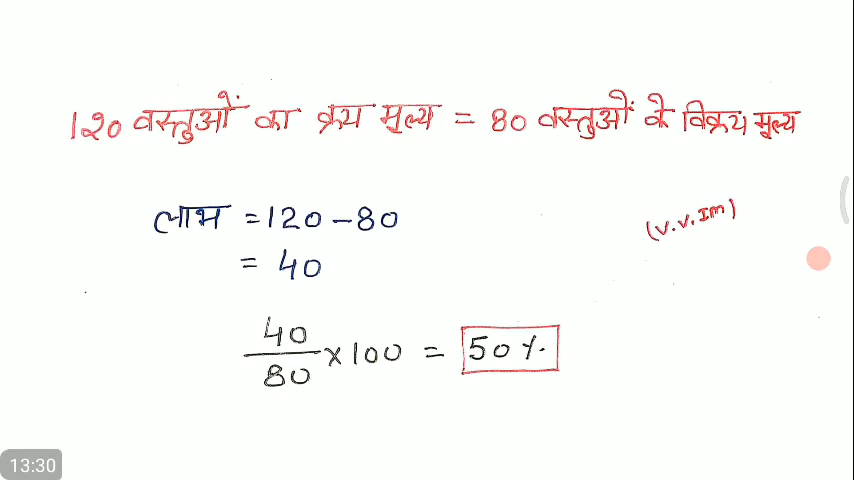 120 वस्तुओं का क्रय मूल्य = 80 वस्तुओं के विक्रय मूल्य
लाभ = 120 - 80
(V.V.Im)
= 40
40/80 x 100 = 50%
13:30